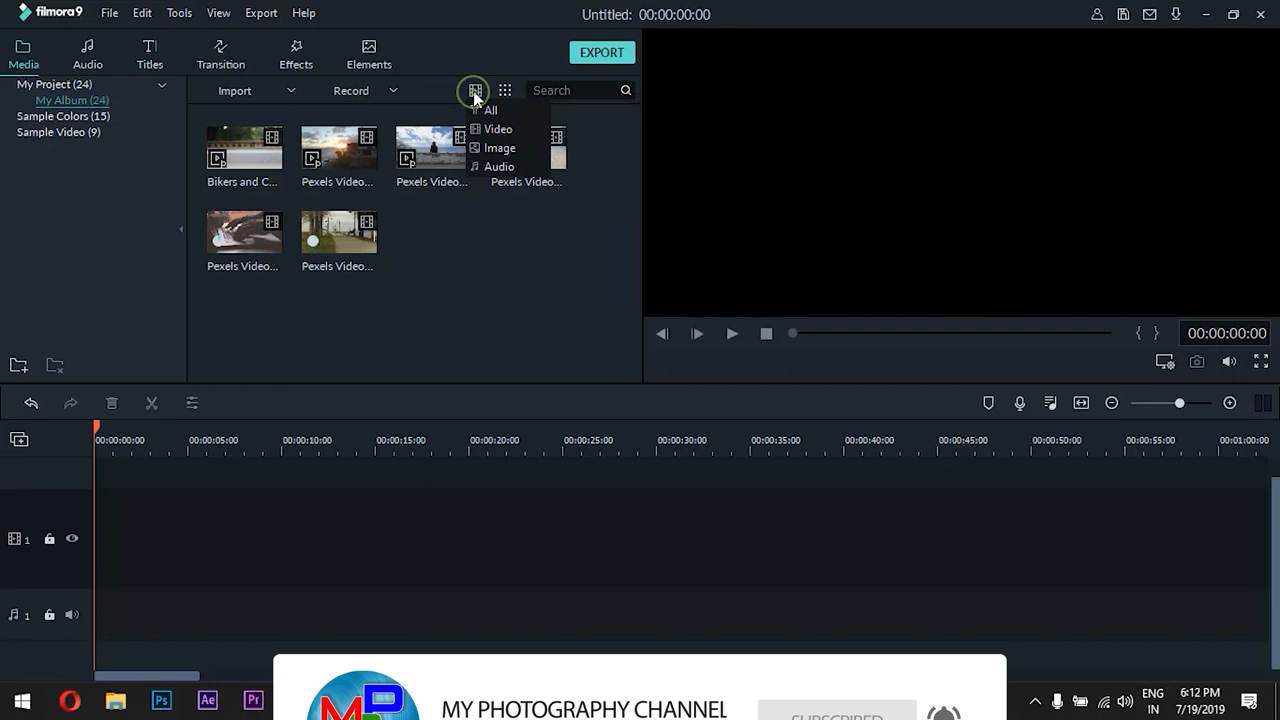 filmora9 File Edit Tools View Export Help Untitled: 00:00:00:00
Media Audio Titles Transition Effects Elements EXPORT
My Project (24) Import Record Search
My Album (24)
Sample Colors (15)
Sample Video (9)
All
Video
Image
Audio
Bikers and C... Pexels Video... Pexels Video... Pexels Video...
Pexels Video... Pexels Video...
00:00:00:00
00:00:00:00 00:00:05:00 00:00:10:00 00:00:15:00 00:00:20:00 00:00:25:00 00:00:30:00 00:00:35:00 00:00:40:00 00:00:45:00 00:00:50:00 00:00:55:00 00:01:00:00
1
1
MP
MY PHOTOGRAPHY CHANNEL
SUBSCRIBED
Ps Ae Pr
ENG 6:12 PM
IN 7/19/2019